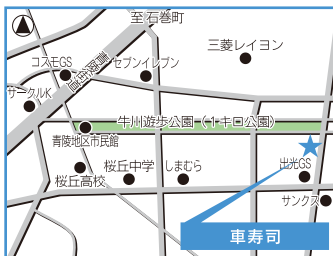 至石巻町
三菱レイヨン
コスモGS
青陵街道
セブンイレブン
サークルK
牛川遊歩公園（1キロ公園）
青陵地区市民館
桜丘中学
しまむら
出光GS
桜丘高校
サンクス
車寿司